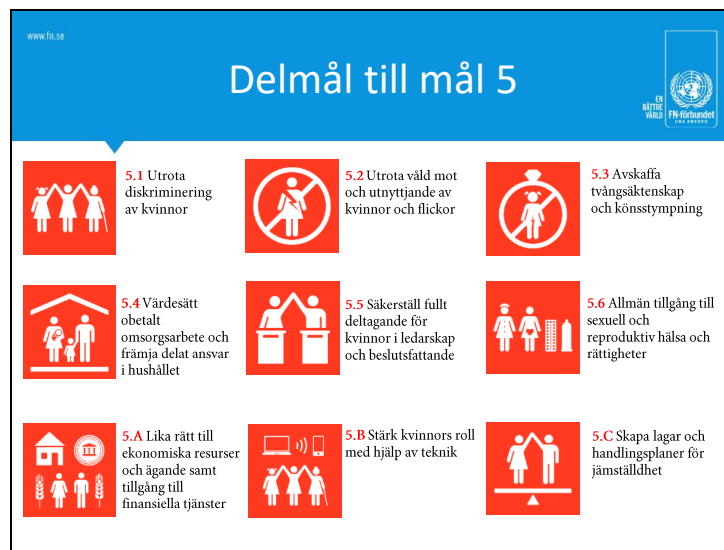 www.fn.se
Delmål till mål 5
EN
BÄTTRE
VÄRLD
FN-förbundet
UNA SWEDEN
5.1 Utrota
diskriminering
av kvinnor
5.2 Utrota våld mot
och utnyttjande av
kvinnor och flickor
5.3 Avskaffa
tvångsäktenskap
och könsstympning
5.4 Värdesätt
obetalt
omsorgsarbete och
främja delat ansvar
i hushållet
5.5 Säkerställ fullt
deltagande för
kvinnor i ledarskap
och beslutsfattande
5.6 Allmän tillgång till
sexuell och
reproduktiv hälsa och
rättigheter
5.A Lika rätt till
ekonomiska resurser
och ägande samt
tillgång till
finansiella tjänster
5.B Stärk kvinnors roll
med hjälp av teknik
5.C Skapa lagar och
handlingsplaner för
jämställdhet